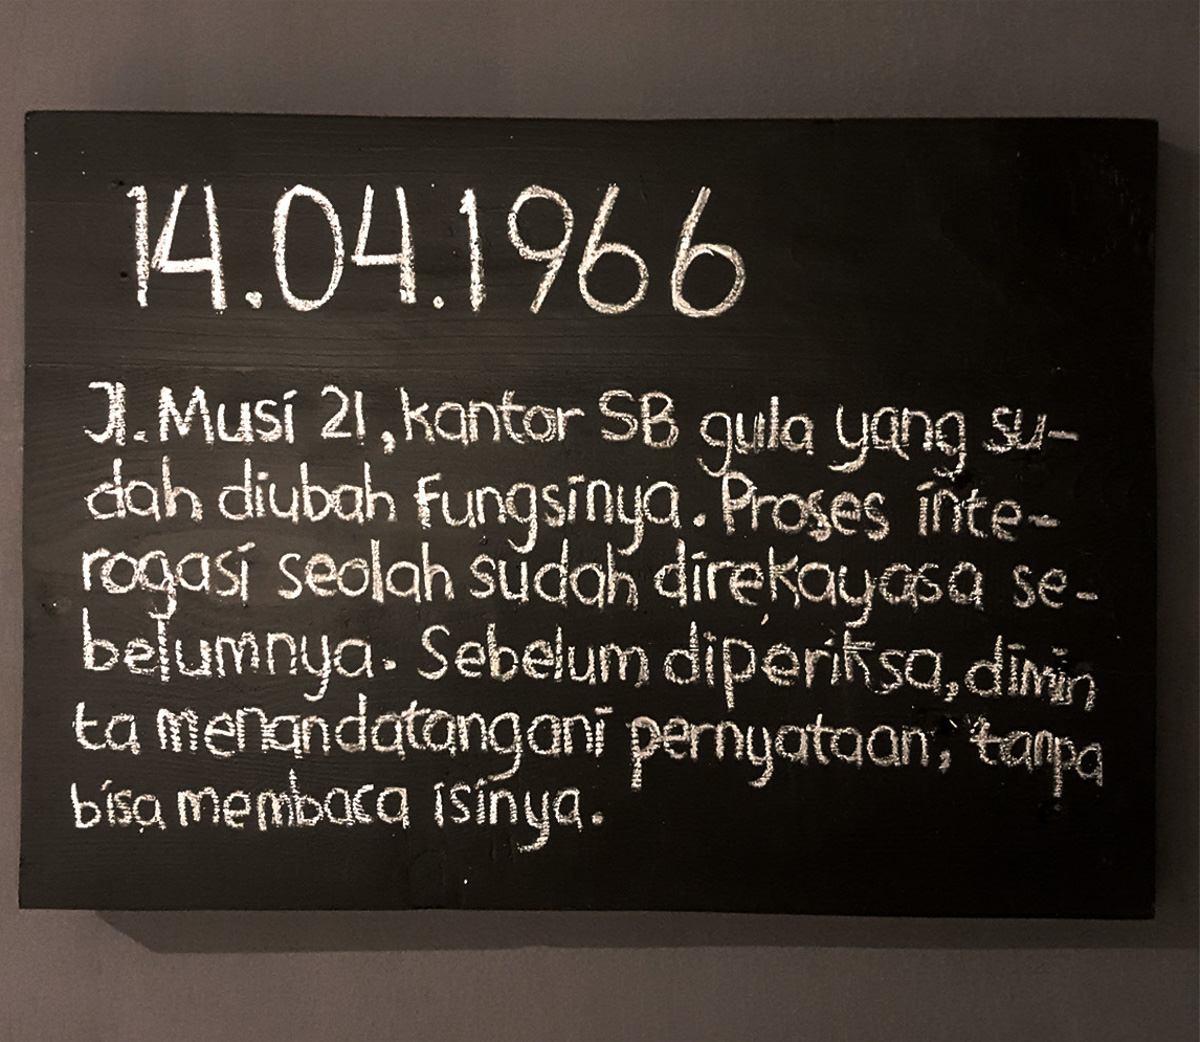 14.04.1966
Jl. Musi 21, kantor SB gula yang su-
dah diubah fungsinya. Proses inte-
rogasi seolah sudah direkayasa se-
belumnya. Sebelum diperiksa, dimin
ta menandatangani pernyataan, tanpa
bisa membaca isinya.